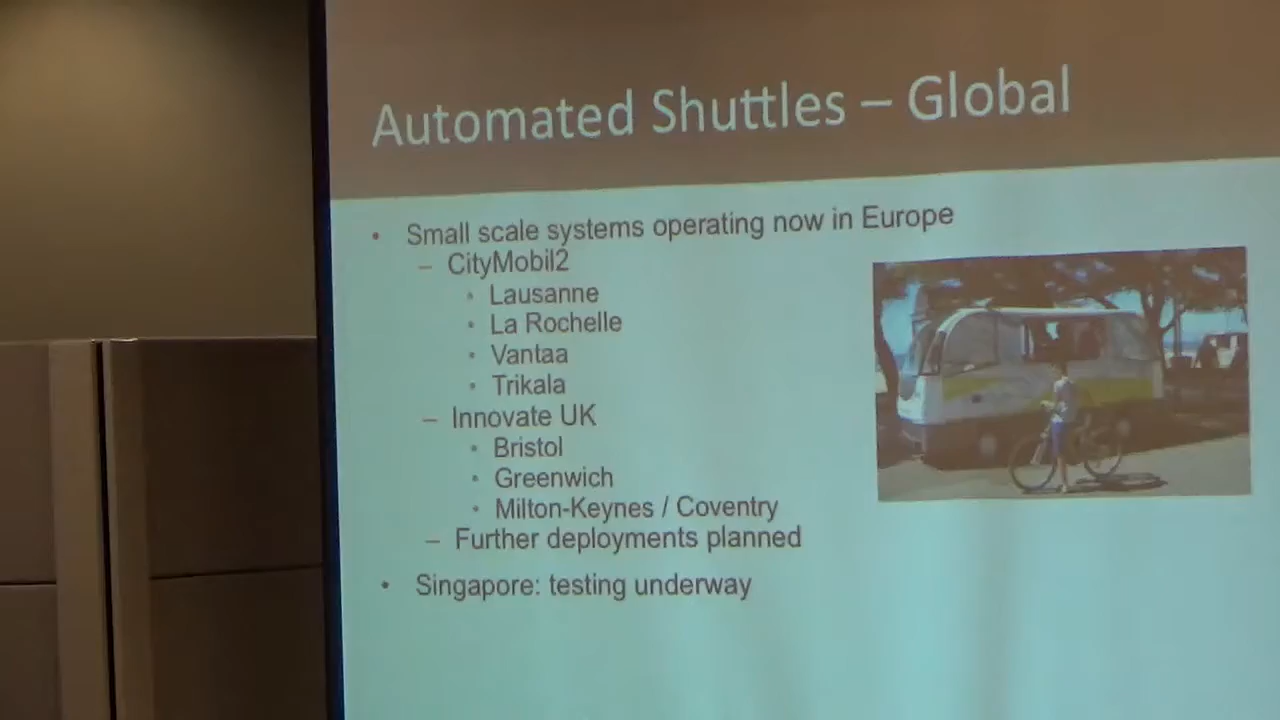 Automated Shuttles – Global
• Small scale systems operating now in Europe
– CityMobil2
• Lausanne
• La Rochelle
• Vantaa
• Trikala
– Innovate UK
• Bristol
• Greenwich
• Milton-Keynes / Coventry
– Further deployments planned
• Singapore: testing underway